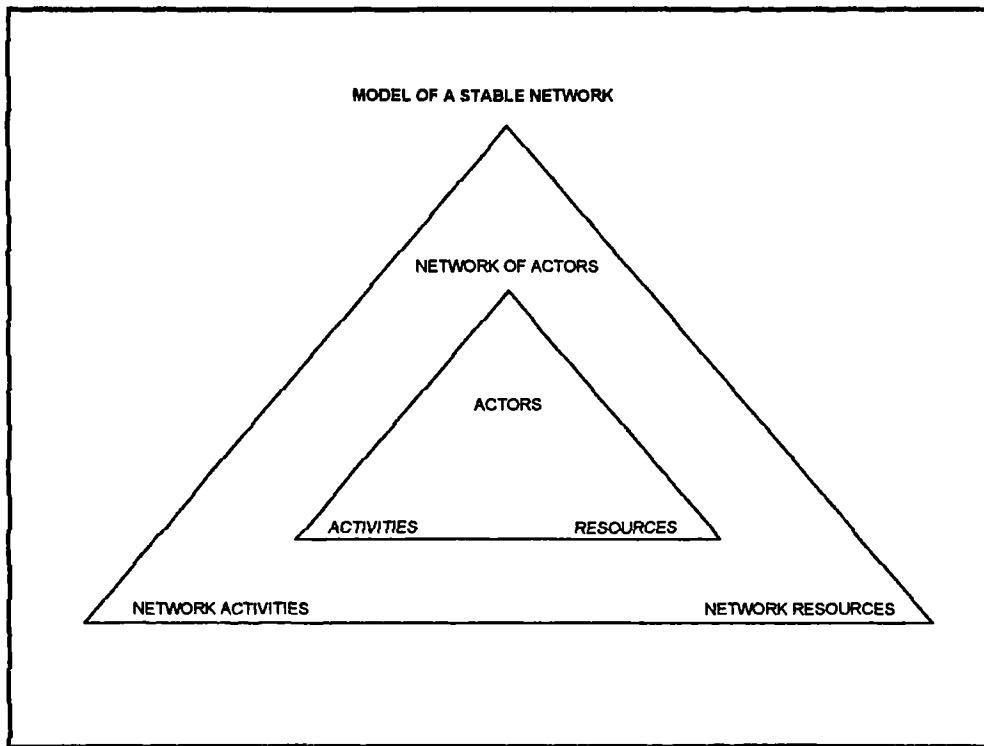 MODEL OF A STABLE NETWORK
NETWORK OF ACTORS
ACTORS
ACTIVITIES RESOURCES
NETWORK ACTIVITIES NETWORK RESOURCES